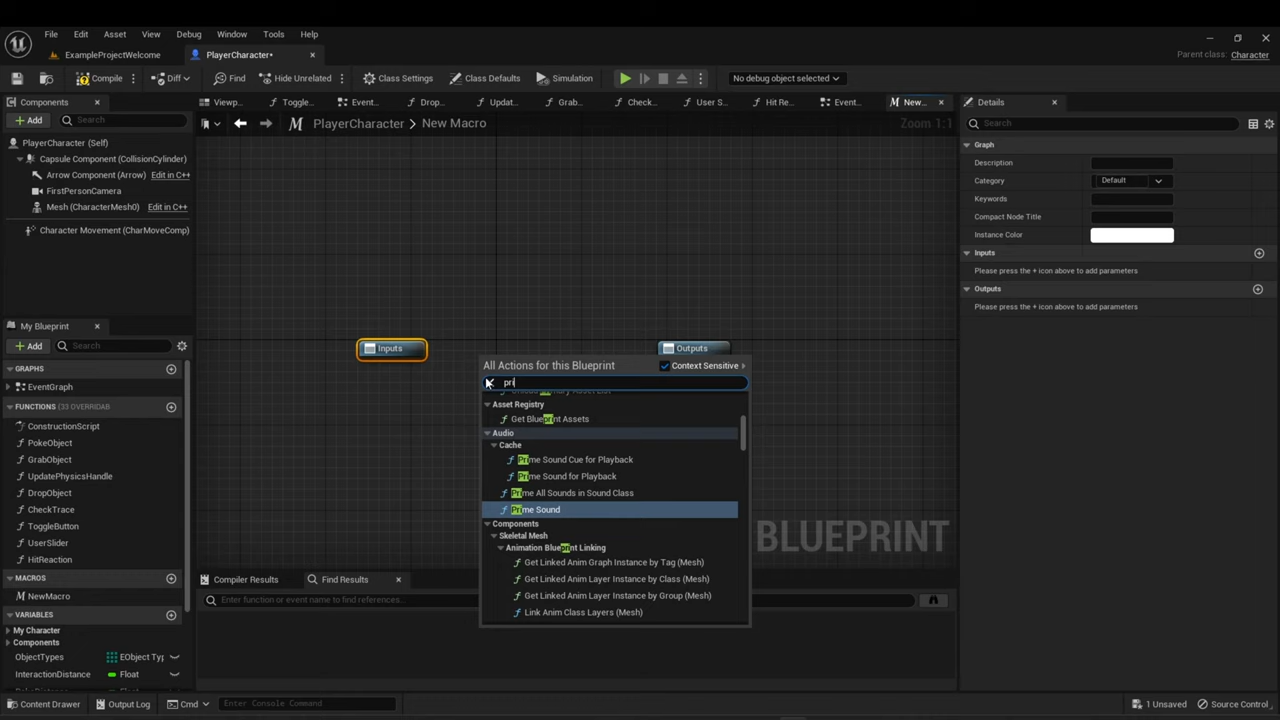 File Edit Asset View Debug Window Tools Help
ExampleProjectWelcome
PlayerCharacter•
Parent class: Character
Compile
Diff
Find
Hide Unrelated
Class Settings
Class Defaults
Simulation
No debug object selected
Components
Viewp...
Toggle...
Event...
Drop...
Updat...
Grab...
Check...
User S...
Hit Re...
Event...
New...
Details
+ Add
Search
PlayerCharacter > New Macro
Zoom 1:1
Search
PlayerCharacter (Self)
Capsule Component (CollisionCylinder)
Arrow Component (Arrow) Edit in C++
FirstPersonCamera
Mesh (CharacterMesh0) Edit in C++
Character Movement (CharMoveComp)
Graph
Description
Category Default
Keywords
Compact Node Title
Instance Color
Inputs
Please press the + icon above to add parameters
Outputs
Please press the + icon above to add parameters
My Blueprint
+ Add
Search
GRAPHS
EventGraph
FUNCTIONS (33 OVERRIDAB
ConstructionScript
PokeObject
GrabObject
UpdatePhysicsHandle
DropObject
CheckTrace
ToggleButton
UserSlider
HitReaction
MACROS
NewMacro
VARIABLES
My Character
Components
ObjectTypes EObject Typ
InteractionDistance Float
Inputs
Outputs
All Actions for this Blueprint
Context Sensitive
pri
Asset Registry
Get Blueprint Assets
Audio
Cache
Prime Sound Cue for Playback
Prime Sound for Playback
Prime All Sounds in Sound Class
Prime Sound
Components
Skeletal Mesh
Animation Blueprint Linking
Get Linked Anim Graph Instance by Tag (Mesh)
Get Linked Anim Layer Instance by Class (Mesh)
Get Linked Anim Layer Instance by Group (Mesh)
Link Anim Class Layers (Mesh)
BLUEPRINT
Compiler Results
Find Results
Enter function or event name to find references...
Content Drawer
Output Log
Cmd
Enter Console Command
1 Unsaved
Source Control